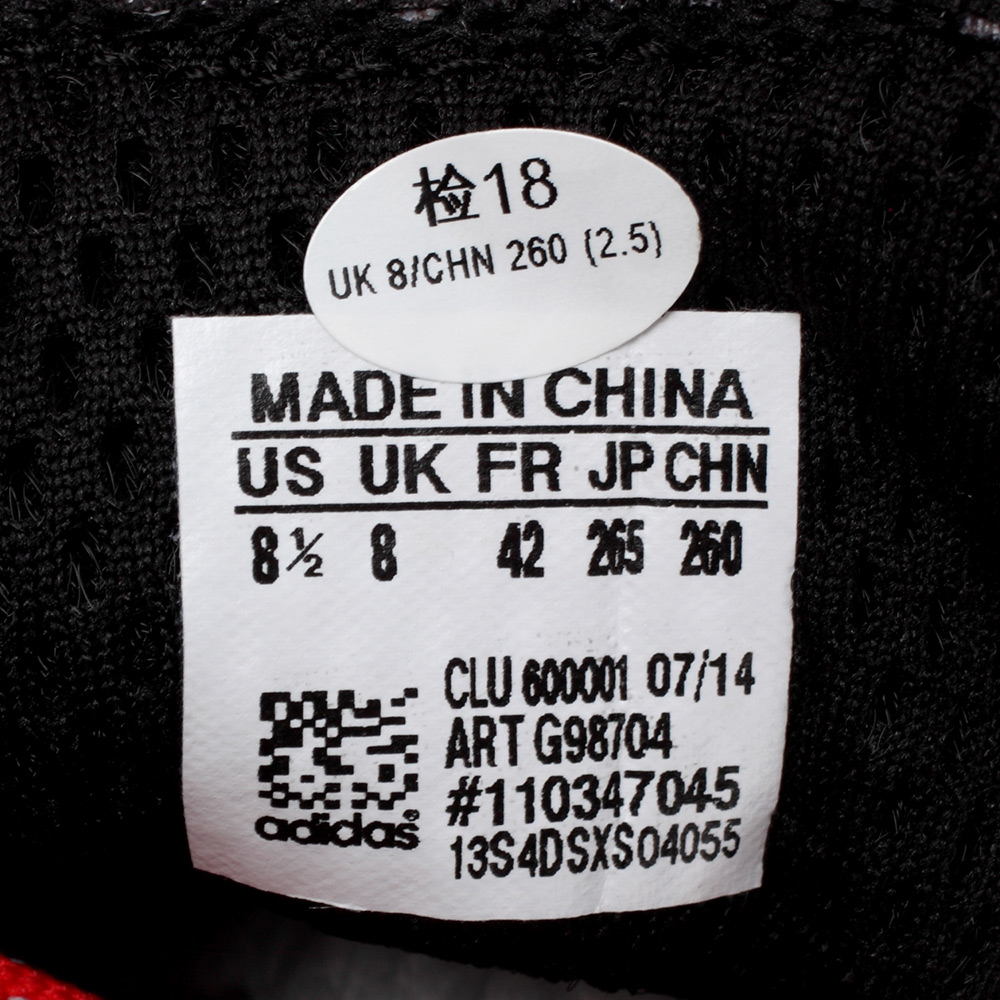 检18
UK 8/CHN 260 (2.5)
MADE IN CHINA
US UK FR JP CHN
8½ 8 42 265 260
CLU 600001 07/14
ART G98704
#110347045
13S4DSXS04055
adidas®